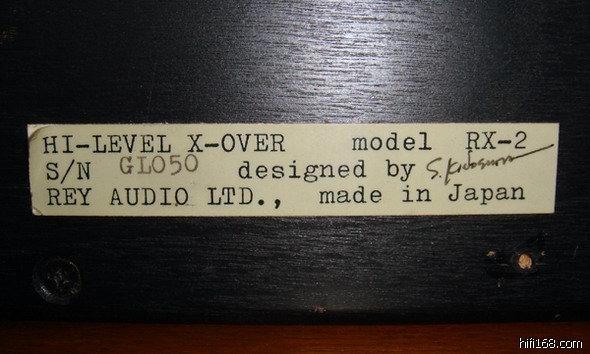 HI-LEVEL X-OVER model RX-2
S/N GL050 designed by
REY AUDIO LTD., made in Japan
hifi168.com